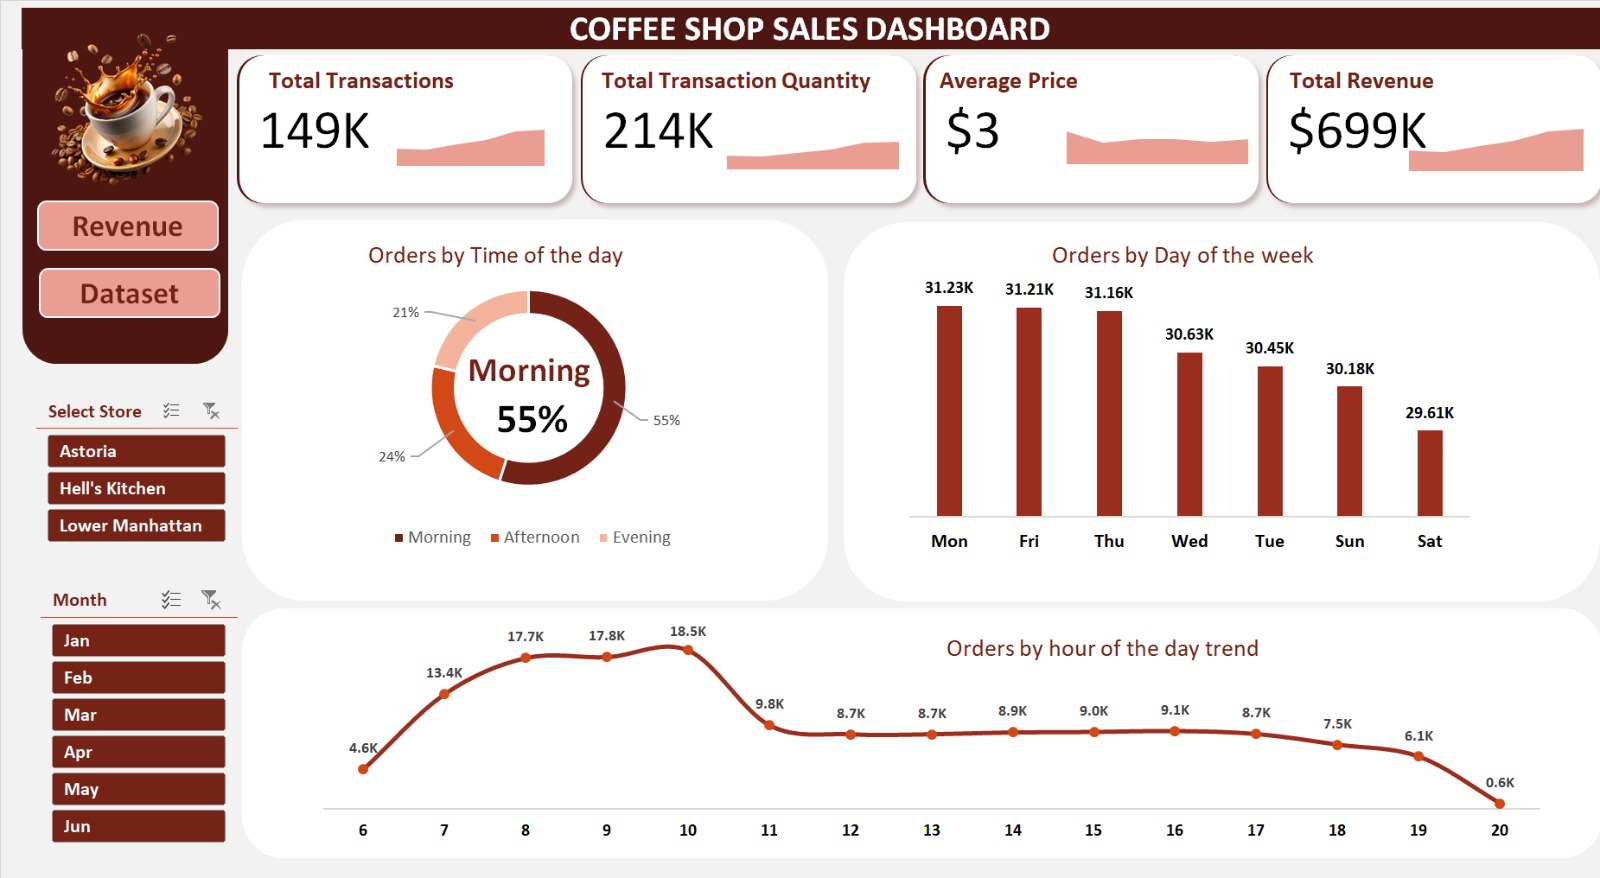 COFFEE SHOP SALES DASHBOARD
Revenue
Dataset
Total Transactions
149K
Total Transaction Quantity
214K
Average Price
$3
Total Revenue
$699K
Select Store
Astoria
Hell's Kitchen
Lower Manhattan
Month
Jan
Feb
Mar
Apr
May
Jun
Orders by Time of the day
21%
Morning
55%
55%
24%
Morning Afternoon Evening
Orders by Day of the week
31.23K 31.21K 31.16K 30.63K 30.45K 30.18K 29.61K
Mon Fri Thu Wed Tue Sun Sat
Orders by hour of the day trend
4.6K 13.4K 17.7K 17.8K 18.5K 9.8K 8.7K 8.7K 8.9K 9.0K 9.1K 8.7K 7.5K 6.1K 0.6K
6 7 8 9 10 11 12 13 14 15 16 17 18 19 20